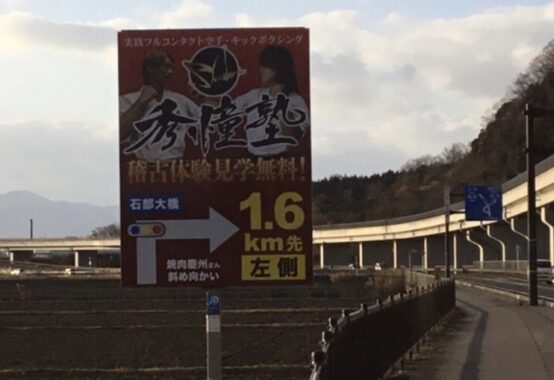 実践フルコンタクト空手・キックボクシング
秀憧塾
稽古体験見学無料!
石部大橋
1.6
km先
左側
焼肉慶州さん
斜め向かい